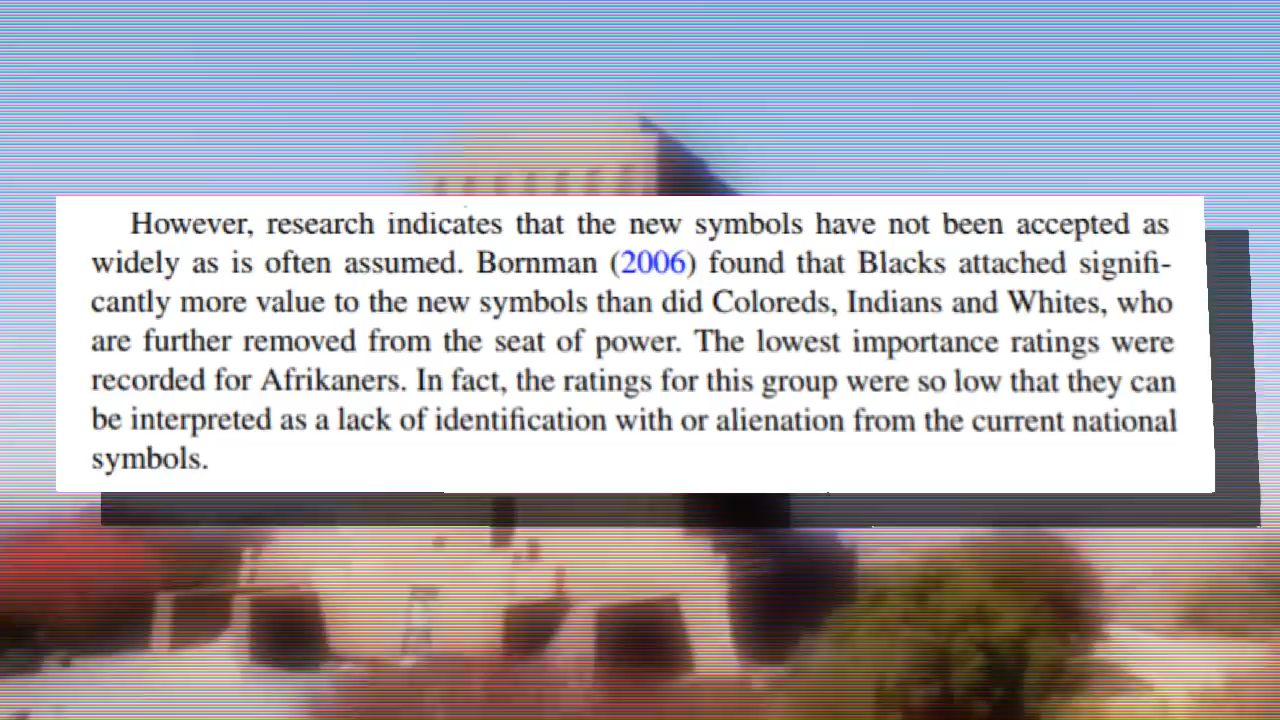 However, research indicates that the new symbols have not been accepted as
widely as is often assumed. Bornman (2006) found that Blacks attached signifi-
cantly more value to the new symbols than did Coloreds, Indians and Whites, who
are further removed from the seat of power. The lowest importance ratings were
recorded for Afrikaners. In fact, the ratings for this group were so low that they can
be interpreted as a lack of identification with or alienation from the current national
symbols.